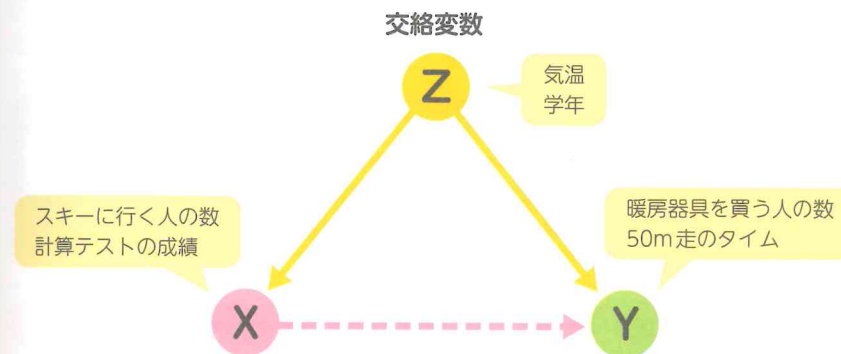 交絡変数
Z
気温
学年
スキーに行く人の数
計算テストの成績
暖房器具を買う人の数
50m走のタイム
X
Y